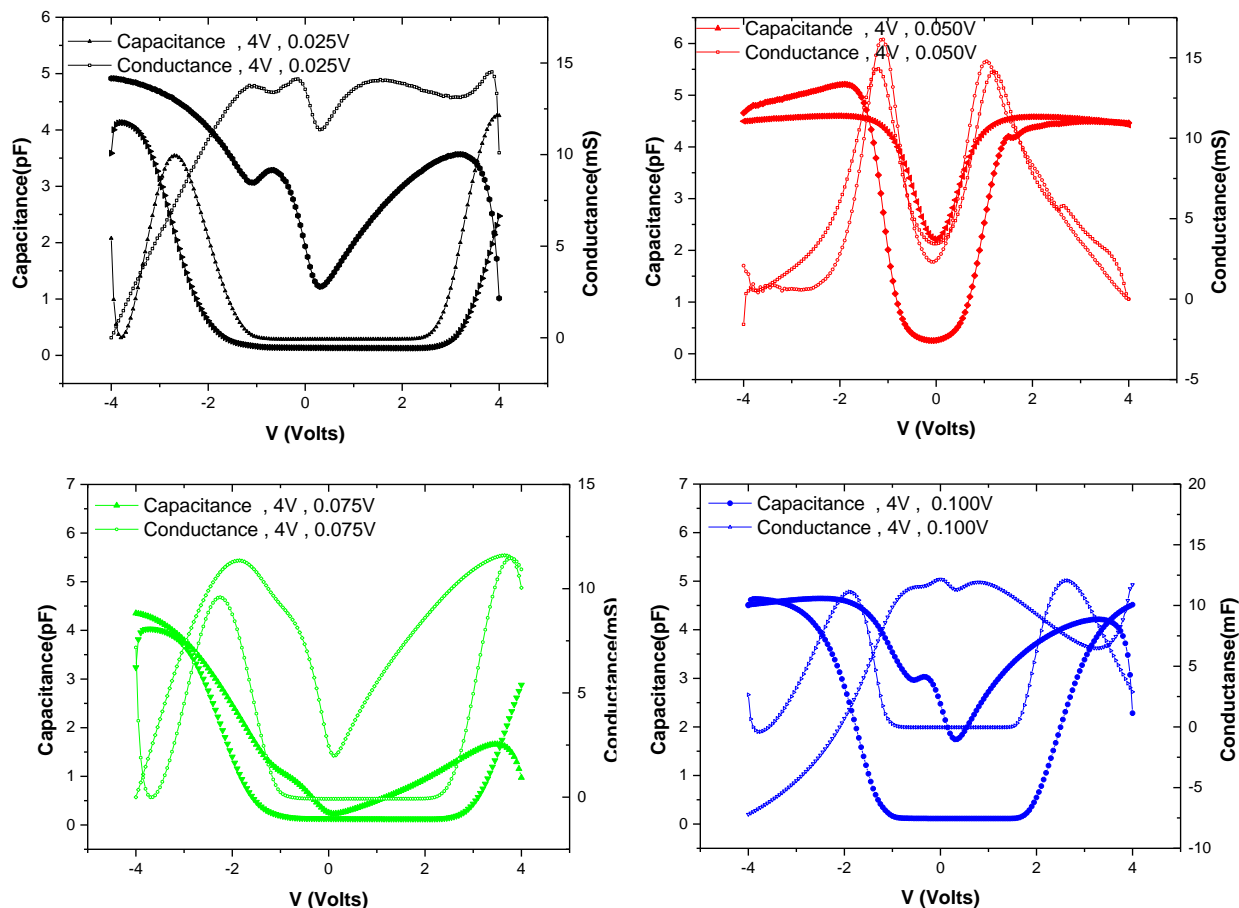 Capacitance , 4V , 0.025V
Conductance , 4V , 0.025V
6
5
4
3
2
1
0
Capacitance(pF)
15
10
5
0
Conductance(mS)
-4 -2 0 2 4
V (Volts)
Capacitance , 4V , 0.050V
Conductance , 4V , 0.050V
6
5
4
3
2
1
0
Capacitance(pF)
15
10
5
0
-5
Conductance(mS)
-4 -2 0 2 4
V (Volts)
Capacitance , 4V , 0.075V
Conductance , 4V , 0.075V
7
6
5
4
3
2
1
0
Capacitance(pF)
15
10
5
0
Conductance(mS)
-4 -2 0 2 4
V (Volts)
Capacitance , 4V , 0.100V
Conductance , 4V , 0.100V
7
6
5
4
3
2
1
0
Capacitance(pF)
20
15
10
5
0
-5
-10
Conductanse(mF)
-4 -2 0 2 4
V (Volts)